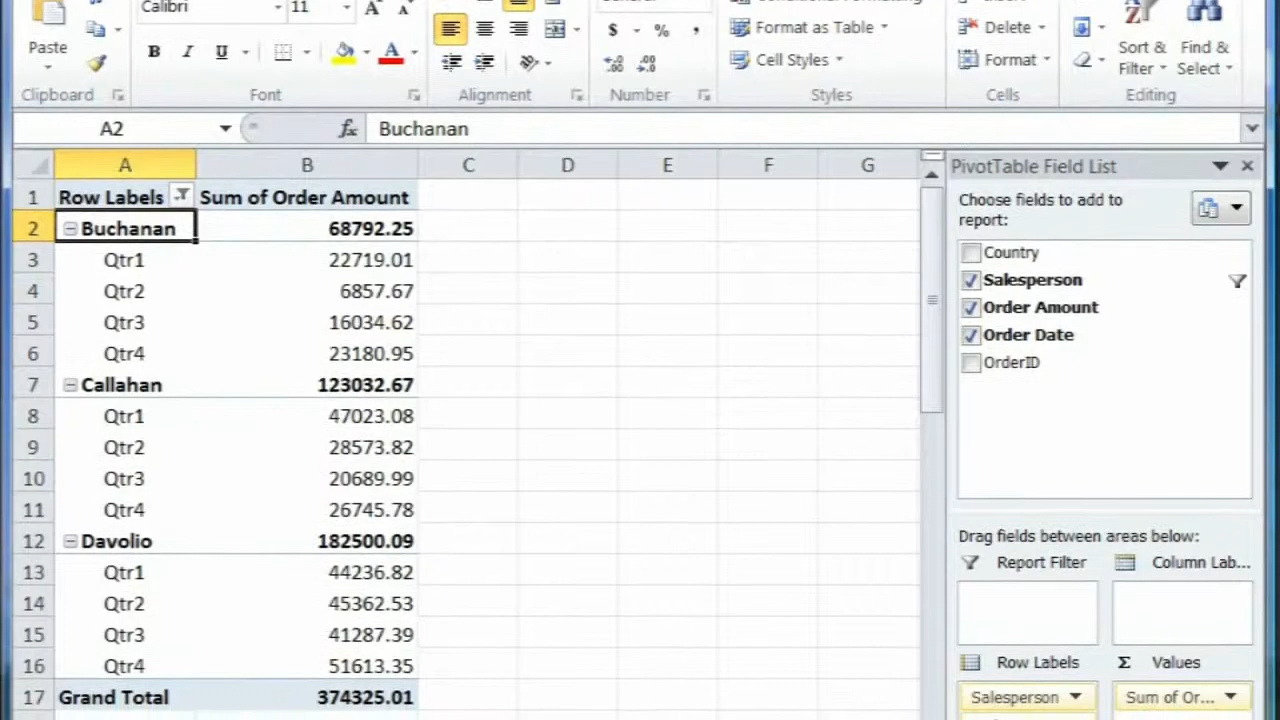 Calibri 11 A A Conditional Formatting
Paste B I U A $ % , Format as Table Delete Sort & Find &
Cell Styles Format Filter Select
Clipboard Font Alignment Number Styles Cells Editing
A2 fx Buchanan
A B C D E F G
1 Row Labels Sum of Order Amount
2 Buchanan 68792.25
3 Qtr1 22719.01
4 Qtr2 6857.67
5 Qtr3 16034.62
6 Qtr4 23180.95
7 Callahan 123032.67
8 Qtr1 47023.08
9 Qtr2 28573.82
10 Qtr3 20689.99
11 Qtr4 26745.78
12 Davolio 182500.09
13 Qtr1 44236.82
14 Qtr2 45362.53
15 Qtr3 41287.39
16 Qtr4 51613.35
17 Grand Total 374325.01
PivotTable Field List
Choose fields to add to
report:
Country
Salesperson
Order Amount
Order Date
OrderID
Drag fields between areas below:
Report Filter Column Lab...
Row Labels Σ Values
Salesperson Sum of Or...